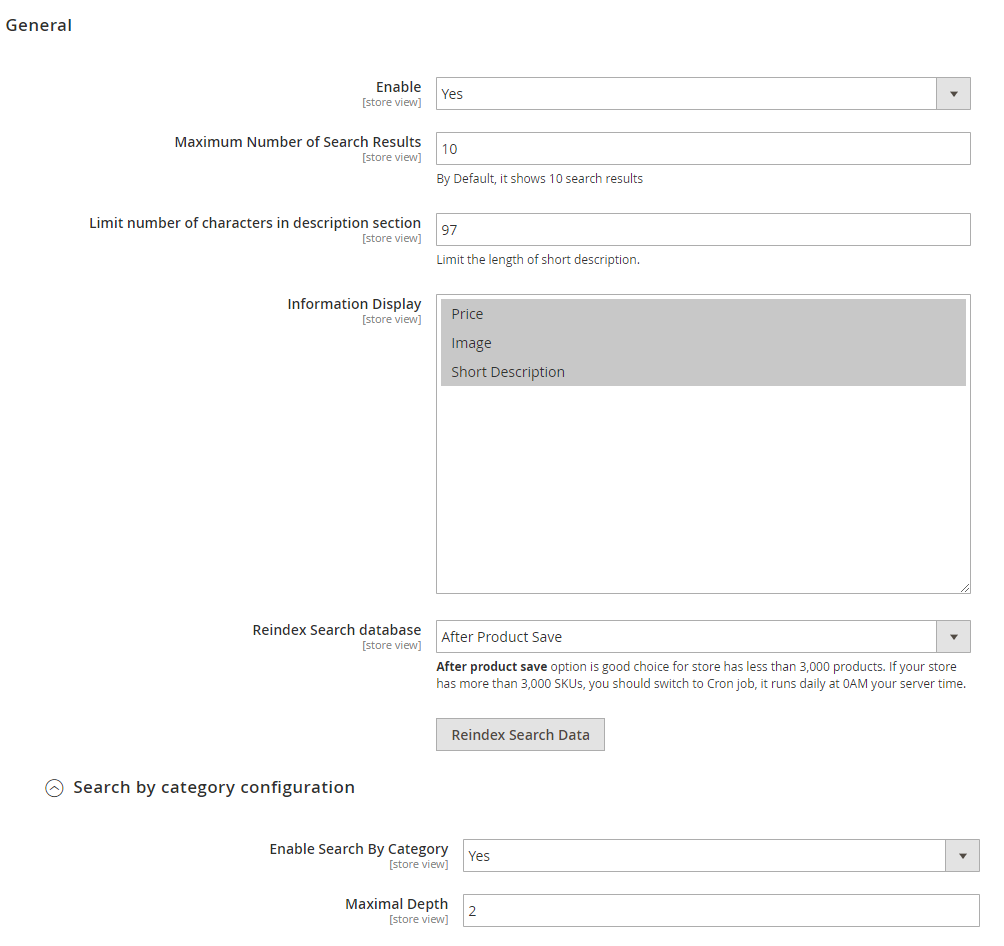 General
Enable
[store view]
Yes
Maximum Number of Search Results
[store view]
10
By Default, it shows 10 search results
Limit number of characters in description section
[store view]
97
Limit the length of short description.
Information Display
[store view]
Price
Image
Short Description
Reindex Search database
[store view]
After Product Save
After product save option is good choice for store has less than 3,000 products. If your store
has more than 3,000 SKUs, you should switch to Cron job, it runs daily at 0AM your server time.
Reindex Search Data
Search by category configuration
Enable Search By Category
[store view]
Yes
Maximal Depth
[store view]
2